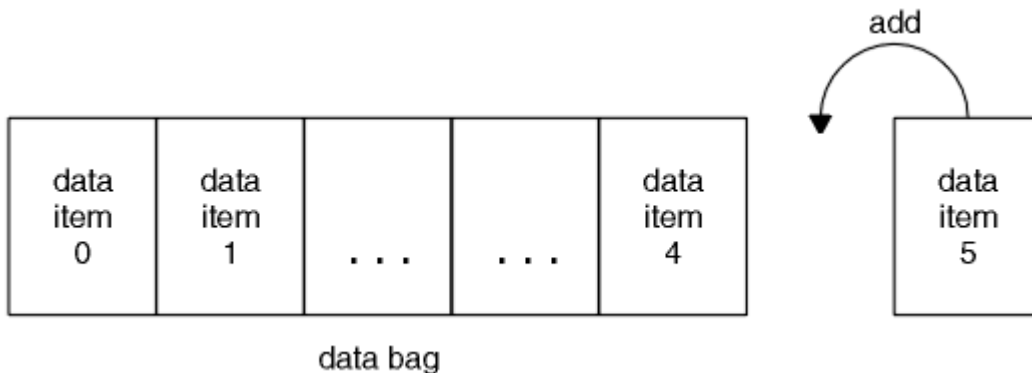 add
data
item
0
data
item
1
. . .
. . .
data
item
4
data
item
5
data bag